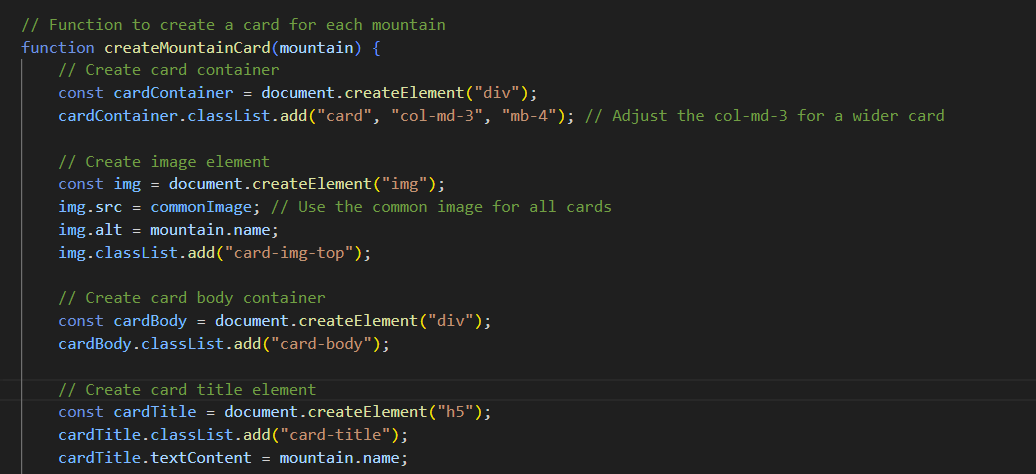 // Function to create a card for each mountain
function createMountainCard(mountain) {
    // Create card container
    const cardContainer = document.createElement("div");
    cardContainer.classList.add("card", "col-md-3", "mb-4"); // Adjust the col-md-3 for a wider card

    // Create image element
    const img = document.createElement("img");
    img.src = commonImage; // Use the common image for all cards
    img.alt = mountain.name;
    img.classList.add("card-img-top");

    // Create card body container
    const cardBody = document.createElement("div");
    cardBody.classList.add("card-body");

    // Create card title element
    const cardTitle = document.createElement("h5");
    cardTitle.classList.add("card-title");
    cardTitle.textContent = mountain.name;